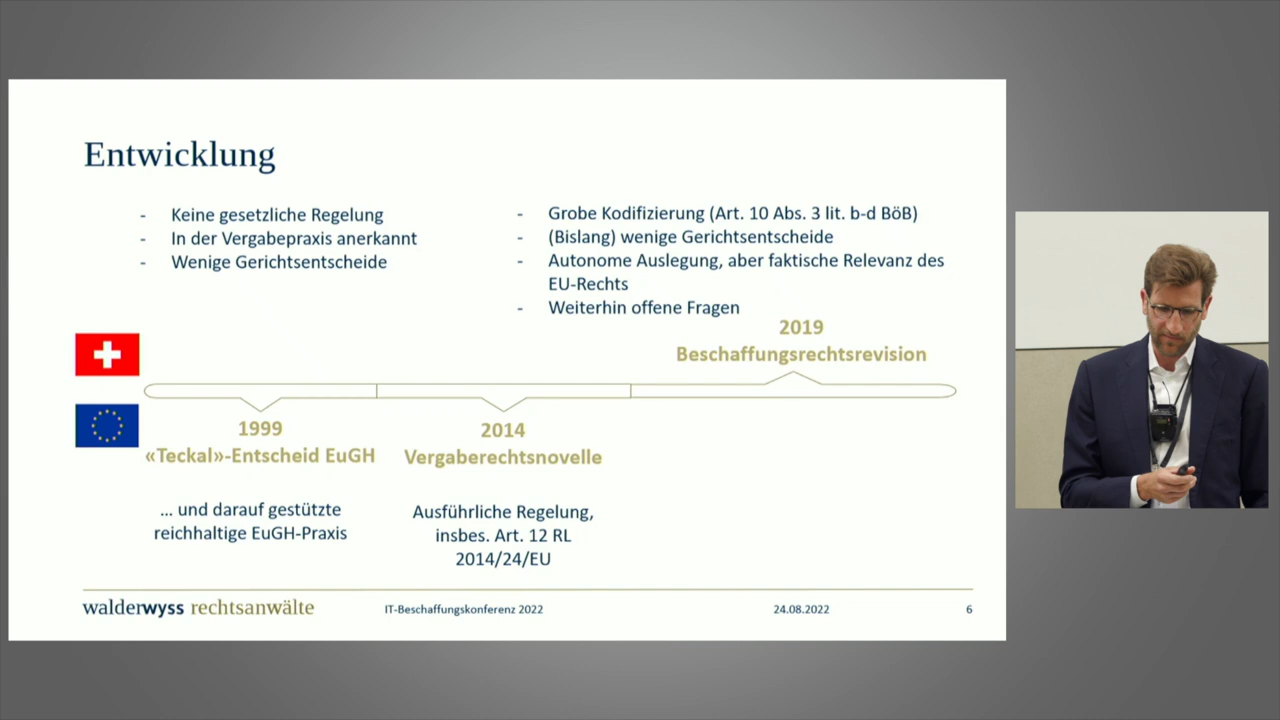 Entwicklung
- Keine gesetzliche Regelung
- In der Vergabepraxis anerkannt
- Wenige Gerichtsentscheide
- Grobe Kodifizierung (Art. 10 Abs. 3 lit. b-d BöB)
- (Bislang) wenige Gerichtsentscheide
- Autonome Auslegung, aber faktische Relevanz des
EU-Rechts
- Weiterhin offene Fragen
2019
Beschaffungsrechtsrevision
1999
«Teckal»-Entscheid EuGH
... und darauf gestützte
reichhaltige EuGH-Praxis
2014
Vergaberechtsnovelle
Ausführliche Regelung,
insbes. Art. 12 RL
2014/24/EU
walderwyss rechtsanwälte
IT-Beschaffungskonferenz 2022
24.08.2022
6